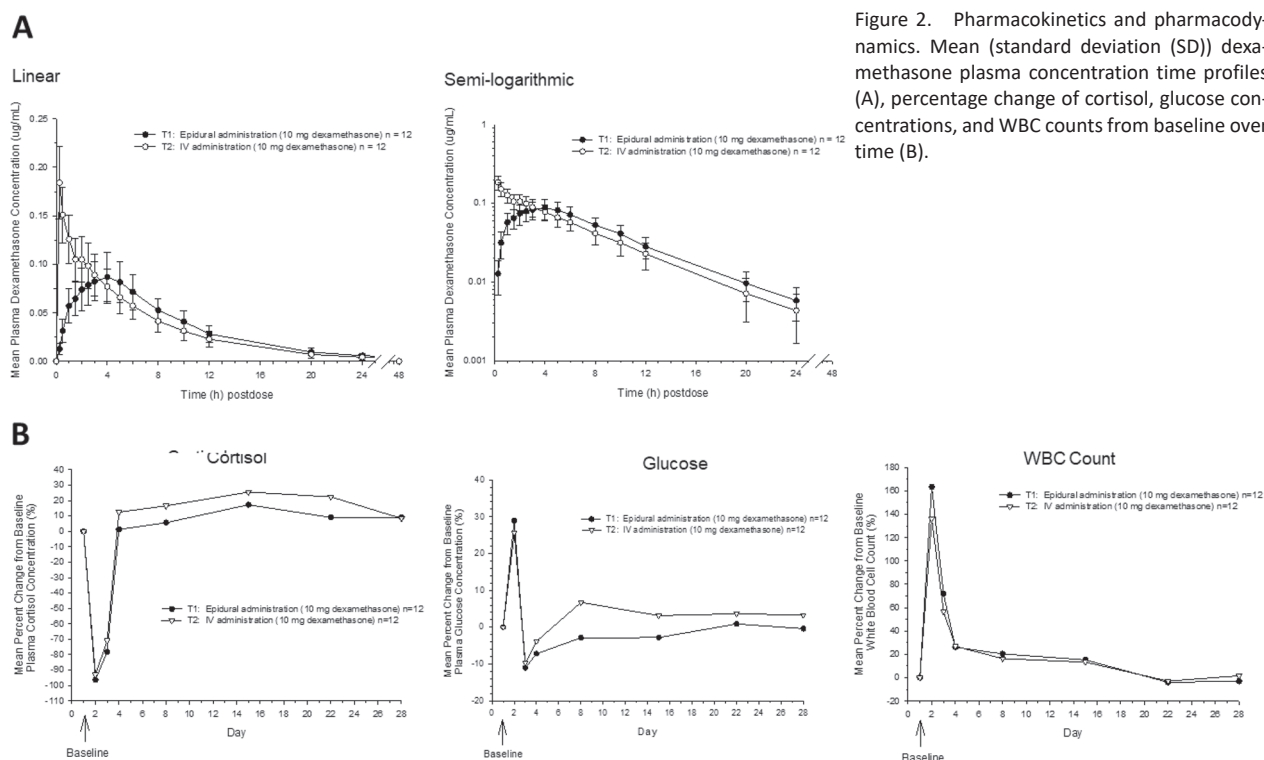 A
Linear
Mean Plasma Dexamethasone Concentration (ug/mL)
0.25
0.20
0.15
0.10
0.05
0.00
T1: Epidural administration (10 mg dexamethasone) n = 12
T2: IV administration (10 mg dexamethasone) n = 12
0 4 8 12 16 20 24 48
Time (h) postdose
Semi-logarithmic
Mean Plasma Dexamethasone Concentration (ug/mL)
1
0.1
0.01
0.001
T1: Epidural administration (10 mg dexamethasone) n = 12
T2: IV administration (10 mg dexamethasone) n = 12
0 4 8 12 16 20 24 48
Time (h) postdose
Figure 2. Pharmacokinetics and pharmacody-
namics. Mean (standard deviation (SD)) dexa-
methasone plasma concentration time profiles
(A), percentage change of cortisol, glucose con-
centrations, and WBC counts from baseline over
time (B).
B
Cortisol
Mean Percent Change from Baseline
Plasma Cortisol Concentration (%)
40
30
20
10
0
-10
-20
-30
-40
-50
-60
-70
-80
-90
-100
-110
T1: Epidural administration (10 mg dexamethasone) n=12
T2: IV administration (10 mg dexamethasone) n=12
0 2 4 6 8 10 12 14 16 18 20 22 24 26 28
Day
Baseline
Glucose
Mean Percent Change from Baseline
Plasma Glucose Concentration (%)
40
30
20
10
0
-10
-20
T1: Epidural administration (10 mg dexamethasone) n=12
T2: IV administration (10 mg dexamethasone) n=12
0 2 4 6 8 10 12 14 16 18 20 22 24 26 28
Day
Baseline
WBC Count
Mean Percent Change from Baseline
White Blood Cell Count (%)
180
160
140
120
100
80
60
40
20
0
-20
T1: Epidural administration (10 mg dexamethasone) n=12
T2: IV administration (10 mg dexamethasone) n=12
0 2 4 6 8 10 12 14 16 18 20 22 24 26 28
Day
Baseline